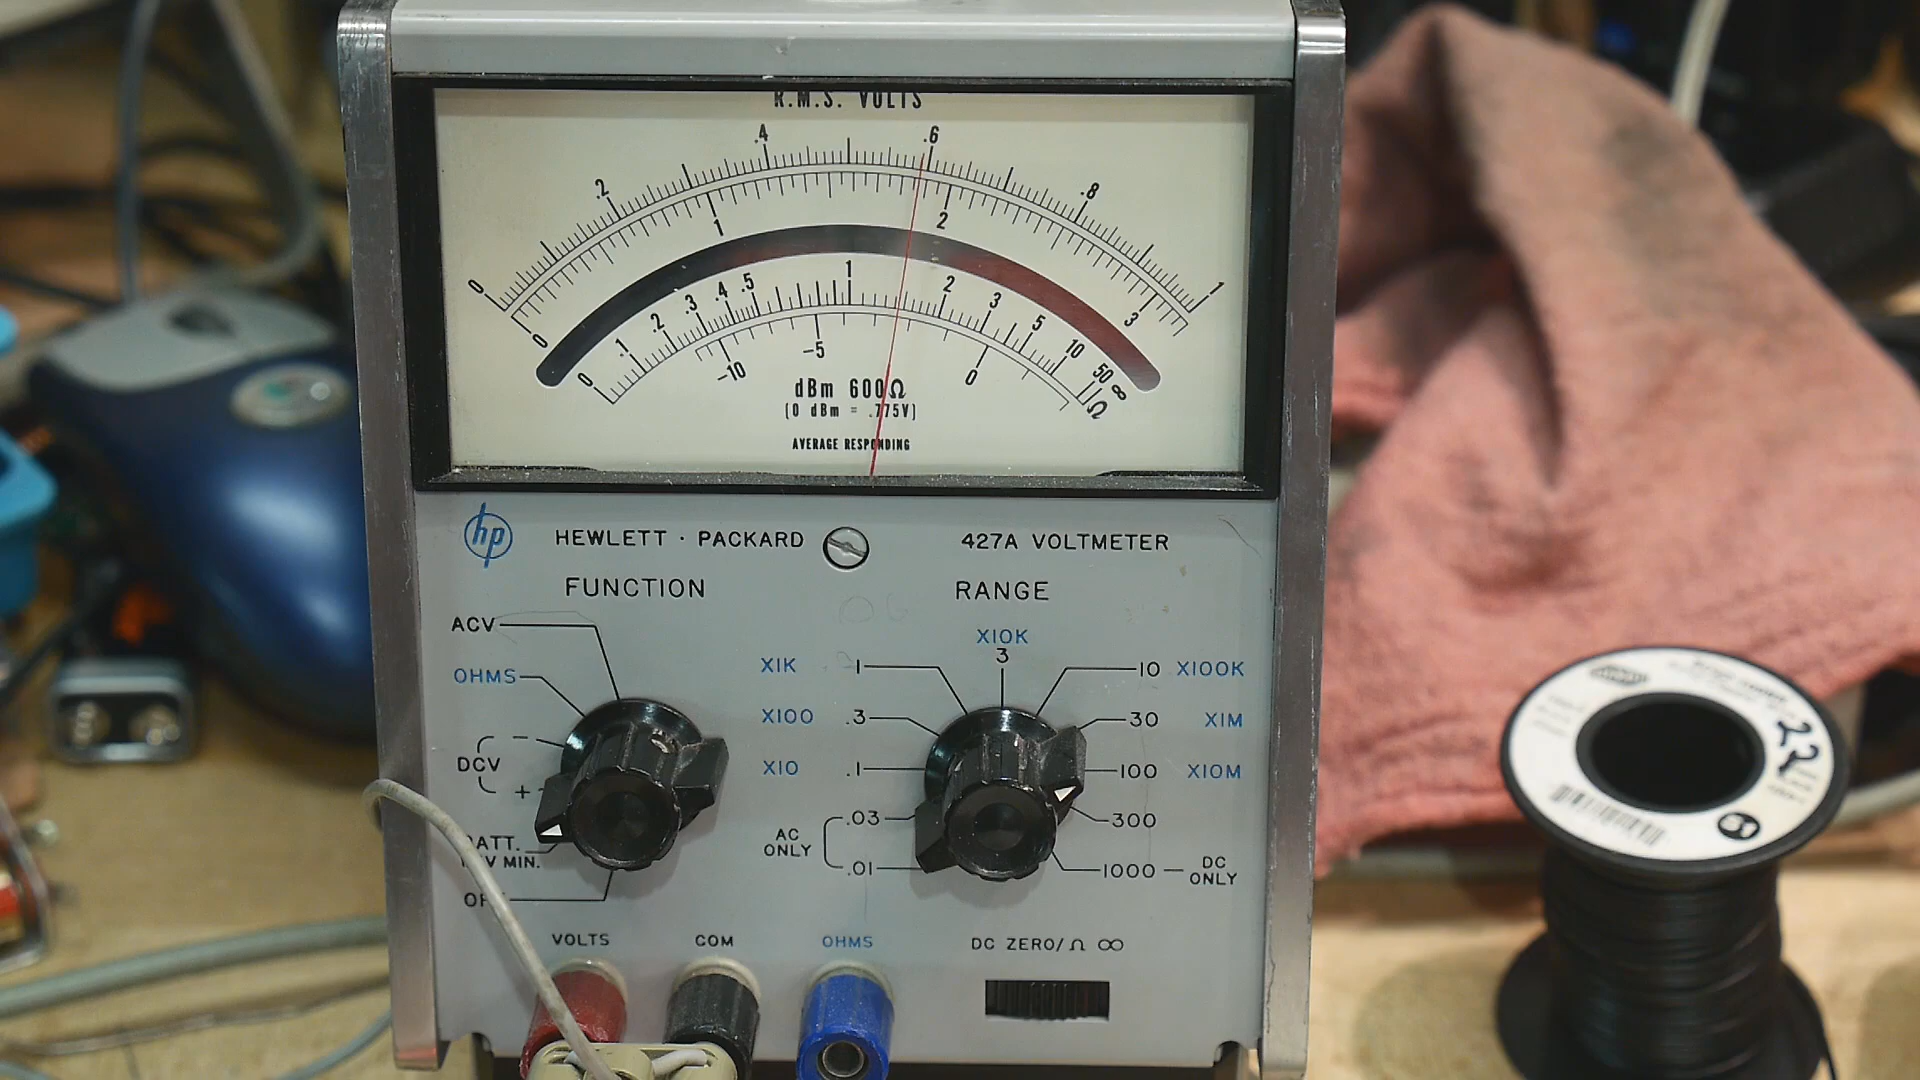 R.M.S. VOLTS
0 .2 .4 .6 .8 1
0 1 2 3
0 .1 .2 .3 .4 .5 1 2 3 5 10 50 ∞
Ω
-10 -5 0
dBm 600Ω
(0 dBm = .775V)
AVERAGE RESPONDING
hp HEWLETT · PACKARD 427A VOLTMETER
FUNCTION RANGE
ACV
OHMS
DCV - +
MIN.
X10K
3
X1K 1 10 X100K
X100 .3 30 X1M
X10 .1 100 X10M
AC ONLY .03 300
.01 1000 DC ONLY
VOLTS COM OHMS DC ZERO/Ω ∞
22